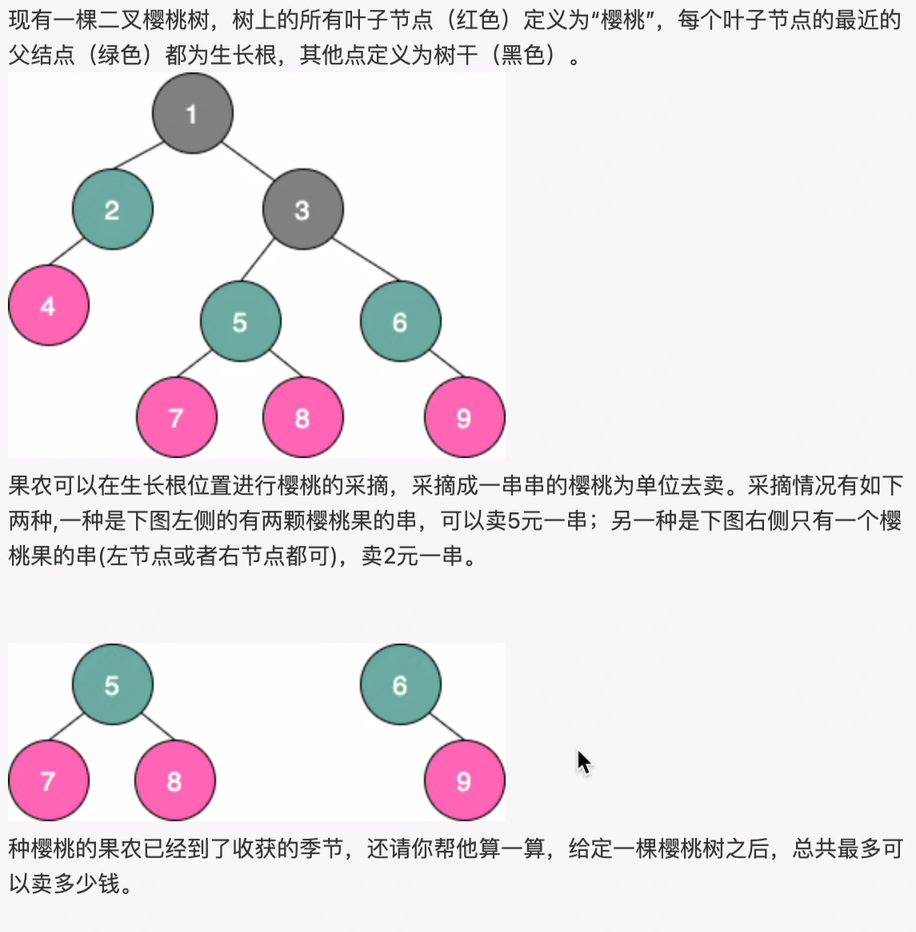 现有一棵二叉樱桃树，树上的所有叶子节点（红色）定义为“樱桃”，每个叶子节点的最近的
父结点（绿色）都为生长根，其他点定义为树干（黑色）。
1
2
3
4
5
6
7
8
9
果农可以在生长根位置进行樱桃的采摘，采摘成一串串的樱桃为单位去卖。采摘情况有如下
两种,一种是下图左侧的有两颗樱桃果的串，可以卖5元一串；另一种是下图右侧只有一个樱
桃果的串(左节点或者右节点都可)，卖2元一串。
5
6
7
8
9
种樱桃的果农已经到了收获的季节，还请你帮他算一算，给定一棵樱桃树之后，总共最多可
以卖多少钱。